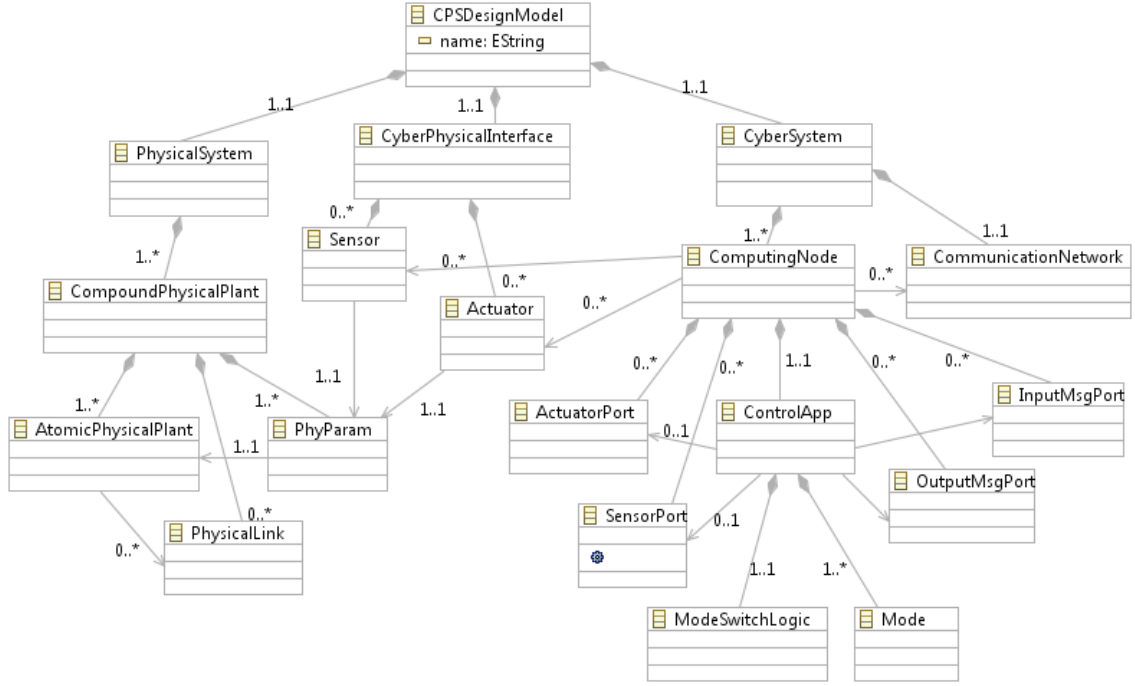 CPSDesignModel
name: EString
1..1
1..1
1..1
PhysicalSystem
CyberPhysicalInterface
CyberSystem
0..*
1..*
1..1
Sensor
1..*
ComputingNode
CommunicationNetwork
0..*
0..*
0..*
0..*
CompoundPhysicalPlant
Actuator
0..*
1..1
0..*
0..*
1..1
0..*
0..*
1..*
1..*
1..1
AtomicPhysicalPlant
PhyParam
ActuatorPort
ControlApp
InputMsgPort
0..1
1..1
OutputMsgPort
0..*
PhysicalLink
SensorPort
0..1
0..*
1..1
1..*
ModeSwitchLogic
Mode